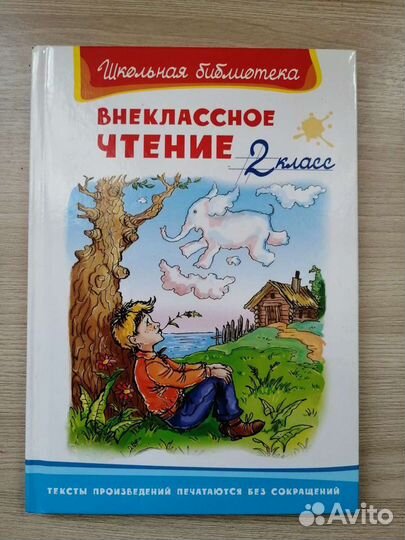 Школьная библиотека
ВНЕКЛАССНОЕ
ЧТЕНИЕ
2 класс
ТЕКСТЫ ПРОИЗВЕДЕНИЙ ПЕЧАТАЮТСЯ БЕЗ СОКРАЩЕНИЙ
Avito